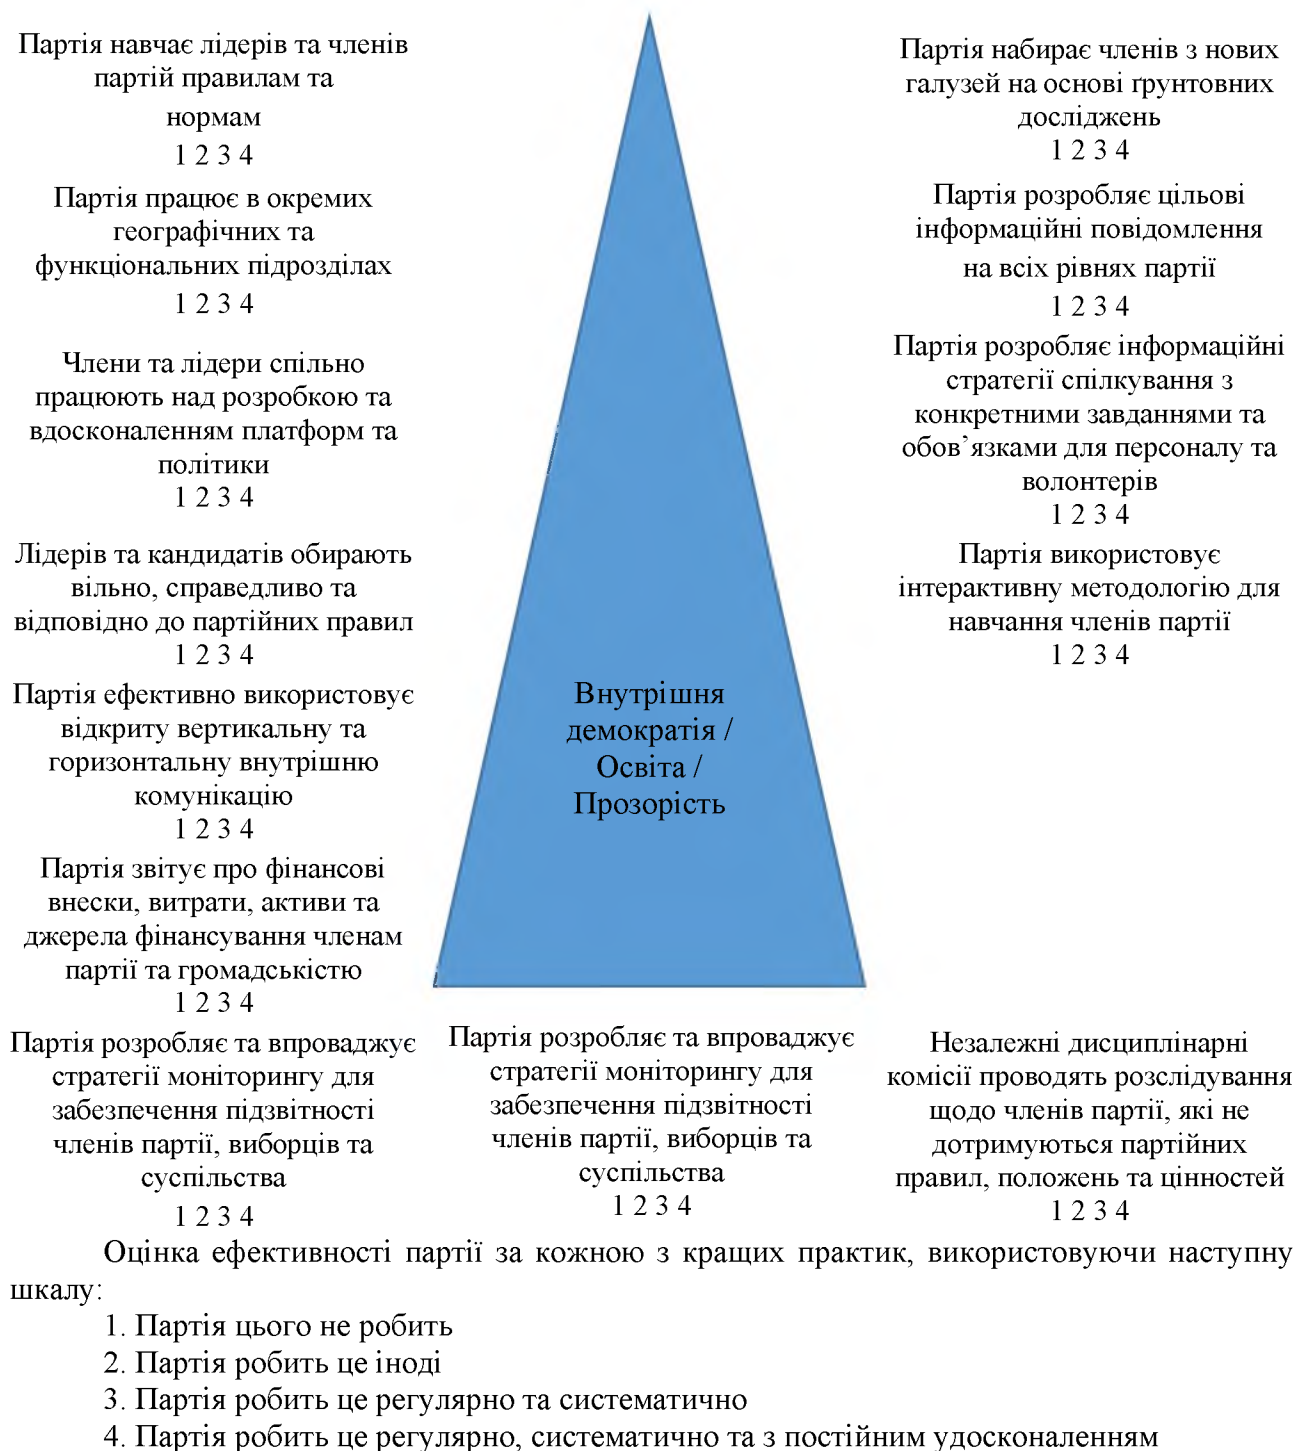 Партія навчає лідерів та членів
партій правилам та
нормам
1 2 3 4
Партія працює в окремих
географічних та
функціональних підрозділах
1 2 3 4
Члени та лідери спільно
працюють над розробкою та
вдосконаленням платформ та
політики
1 2 3 4
Лідерів та кандидатів обирають
вільно, справедливо та
відповідно до партійних правил
1 2 3 4
Партія ефективно використовує
відкриту вертикальну та
горизонтальну внутрішню
комунікацію
1 2 3 4
Партія звітує про фінансові
внески, витрати, активи та
джерела фінансування членам
партії та громадськістю
1 2 3 4
Партія розробляє та впроваджує
стратегії моніторингу для
забезпечення підзвітності
членів партії, виборців та
суспільства
1 2 3 4
Внутрішня
демократія /
Освіта /
Прозорість
Партія розробляє та впроваджує
стратегії моніторингу для
забезпечення підзвітності
членів партії, виборців та
суспільства
1 2 3 4
Партія набирає членів з нових
галузей на основі ґрунтовних
досліджень
1 2 3 4
Партія розробляє цільові
інформаційні повідомлення
на всіх рівнях партії
1 2 3 4
Партія розробляє інформаційні
стратегії спілкування з
конкретними завданнями та
обов’язками для персоналу та
волонтерів
1 2 3 4
Партія використовує
інтерактивну методологію для
навчання членів партії
1 2 3 4
Незалежні дисциплінарні
комісії проводять розслідування
щодо членів партії, які не
дотримуються партійних
правил, положень та цінностей
1 2 3 4
Оцінка ефективності партії за кожною з кращих практик, використовуючи наступну
шкалу:
1. Партія цього не робить
2. Партія робить це іноді
3. Партія робить це регулярно та систематично
4. Партія робить це регулярно, систематично та з постійним удосконаленням